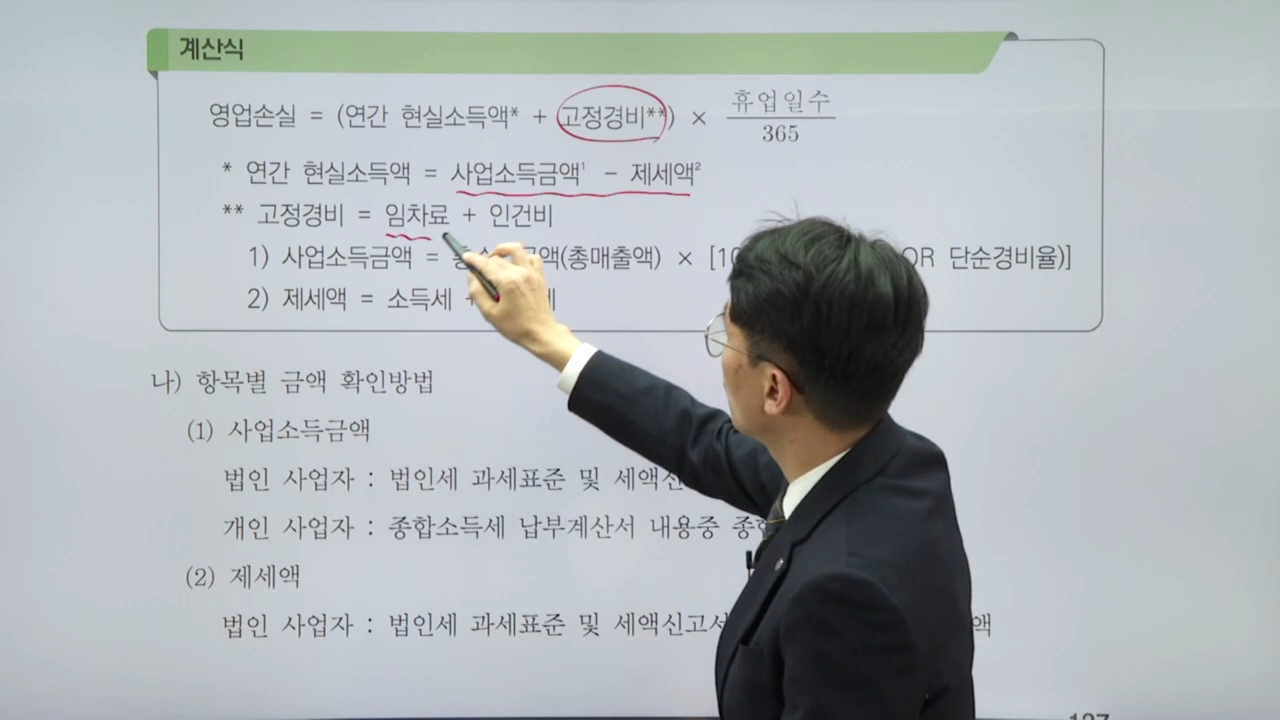 계산식
영업손실 = (연간 현실소득액* + 고정경비**) × 휴업일수
365
* 연간 현실소득액 = 사업소득금액¹ - 제세액²
** 고정경비 = 임차료 + 인건비
1) 사업소득금액 = (총매출액) × [10 OR 단순경비율)]
2) 제세액 = 소득세
나) 항목별 금액 확인방법
(1) 사업소득금액
법인 사업자 : 법인세 과세표준 및
개인 사업자 : 종합소득세 납부계산서 내용중
(2) 제세액
법인 사업자 : 법인세 과세표준 및 세액신고서